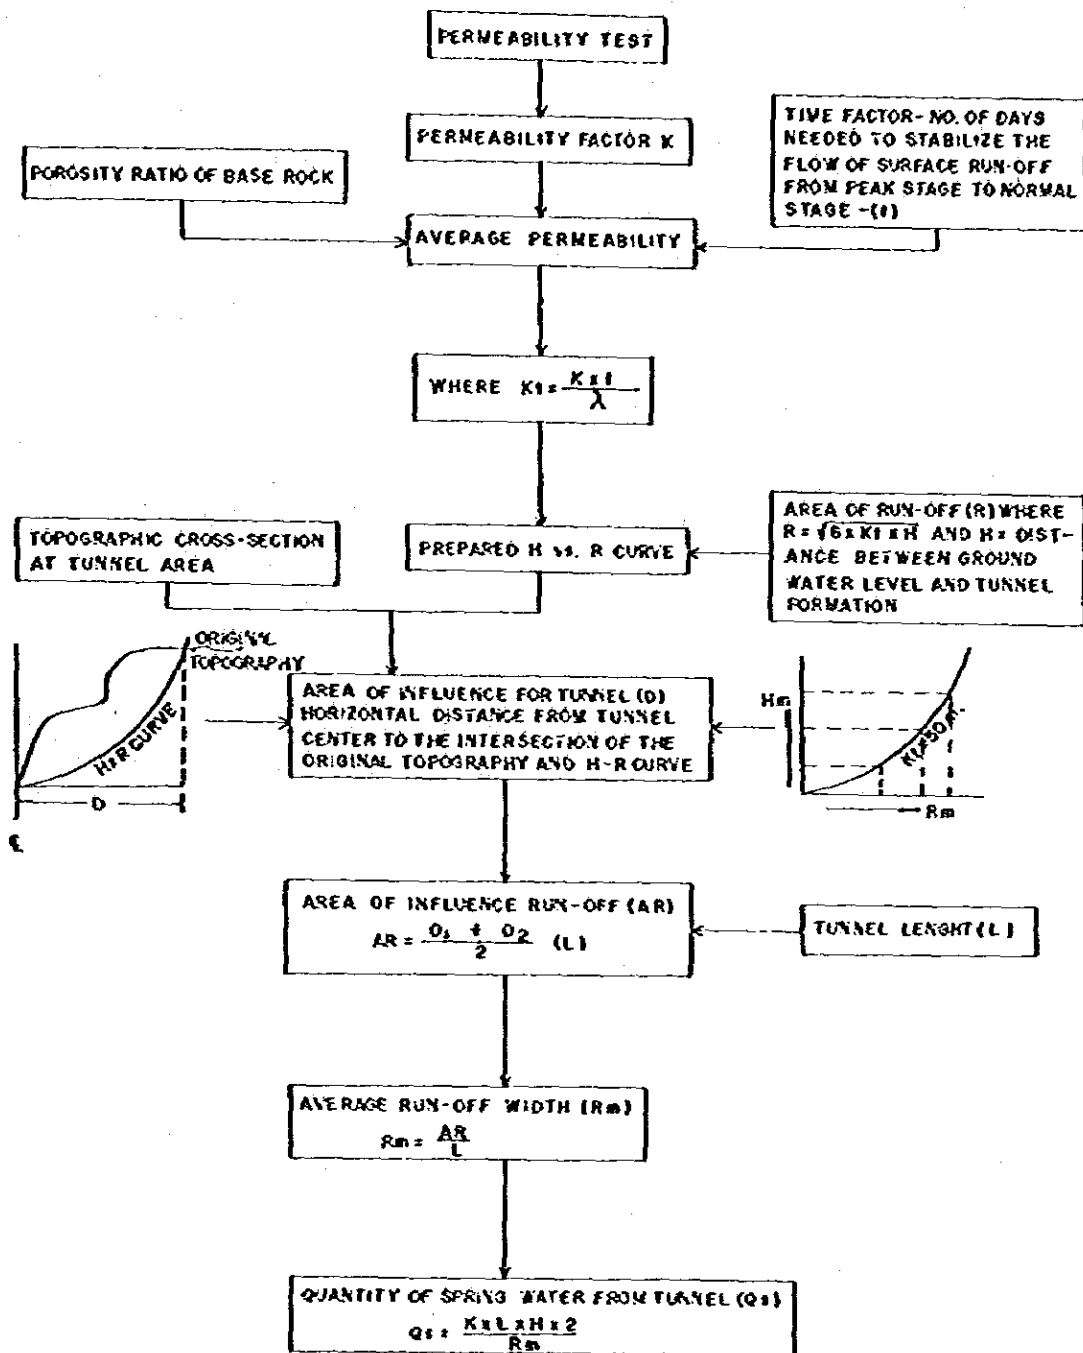 PERMEABILITY TEST
PERMEABILITY FACTOR K
TIME FACTOR-NO. OF DAYS
NEEDED TO STABILIZE THE
FLOW OF SURFACE RUN-OFF
FROM PEAK STAGE TO NORMAL
STAGE -(t)
POROSITY RATIO OF BASE ROCK
AVERAGE PERMEABILITY
WHERE Kt = K x t / λ
TOPOGRAPHIC CROSS-SECTION
AT TUNNEL AREA
PREPARED H vs. R CURVE
AREA OF RUN-OFF (R) WHERE
R = √6 x Kt x H AND H = DIST-
ANCE BETWEEN GROUND
WATER LEVEL AND TUNNEL
FORMATION
ORIGINAL
TOPOGRAPHY
H=R CURVE
D
℄
AREA OF INFLUENCE FOR TUNNEL (D)
HORIZONTAL DISTANCE FROM TUNNEL
CENTER TO THE INTERSECTION OF THE
ORIGINAL TOPOGRAPHY AND H-R CURVE
Hm
Kt=50m.
Rm
AREA OF INFLUENCE RUN-OFF (AR)
AR = D1 + D2 / 2 (L)
TUNNEL LENGHT (L)
AVERAGE RUN-OFF WIDTH (Rm)
Rm = AR / L
QUANTITY OF SPRING WATER FROM TUNNEL (Qs)
Qs = K x L x H x 2 / Rm